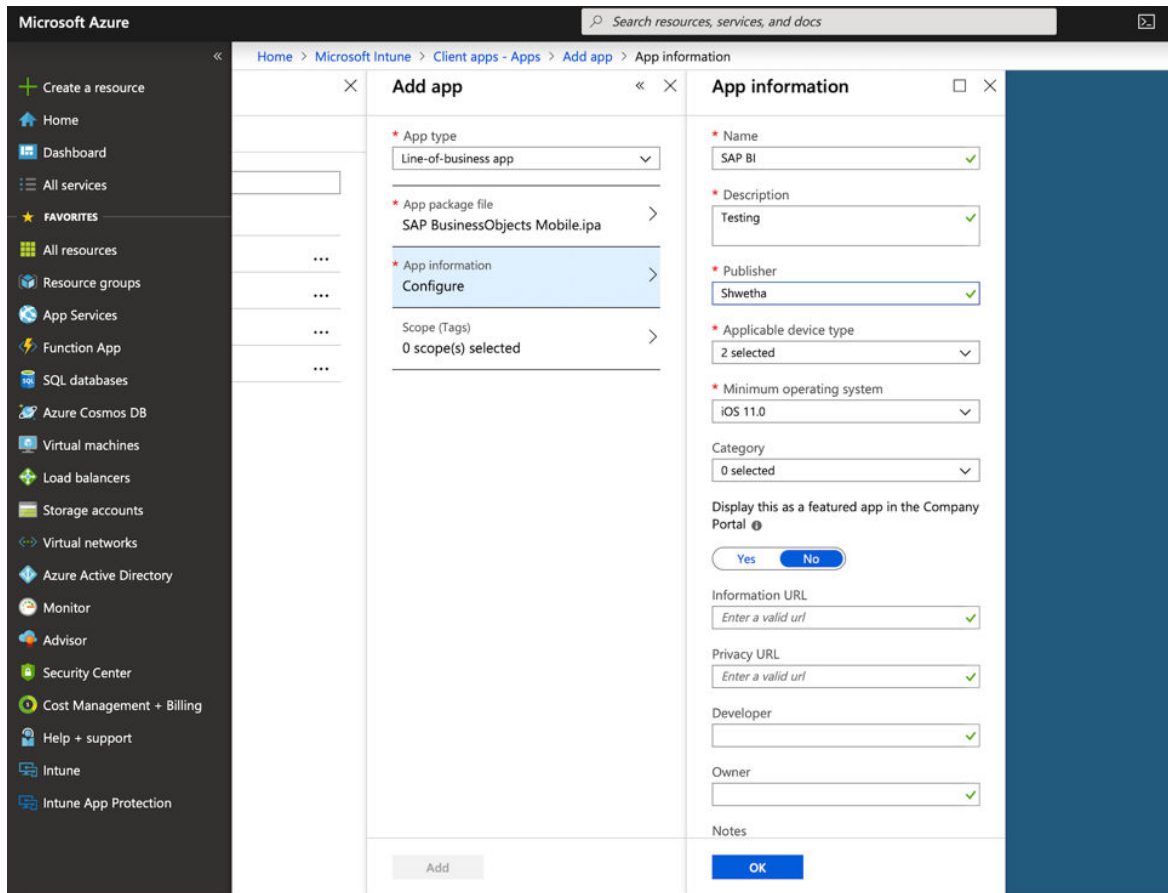 Microsoft Azure
Search resources, services, and docs
Home > Microsoft Intune > Client apps - Apps > Add app > App information
Create a resource
Home
Dashboard
All services
FAVORITES
All resources
Resource groups
App Services
Function App
SQL databases
Azure Cosmos DB
Virtual machines
Load balancers
Storage accounts
Virtual networks
Azure Active Directory
Monitor
Advisor
Security Center
Cost Management + Billing
Help + support
Intune
Intune App Protection
Add app
* App type
Line-of-business app
* App package file
SAP BusinessObjects Mobile.ipa
* App information
Configure
Scope (Tags)
0 scope(s) selected
Add
App information
* Name
SAP BI
* Description
Testing
* Publisher
Shwetha
* Applicable device type
2 selected
* Minimum operating system
iOS 11.0
Category
0 selected
Display this as a featured app in the Company
Portal
Yes No
Information URL
Enter a valid url
Privacy URL
Enter a valid url
Developer
Owner
Notes
OK